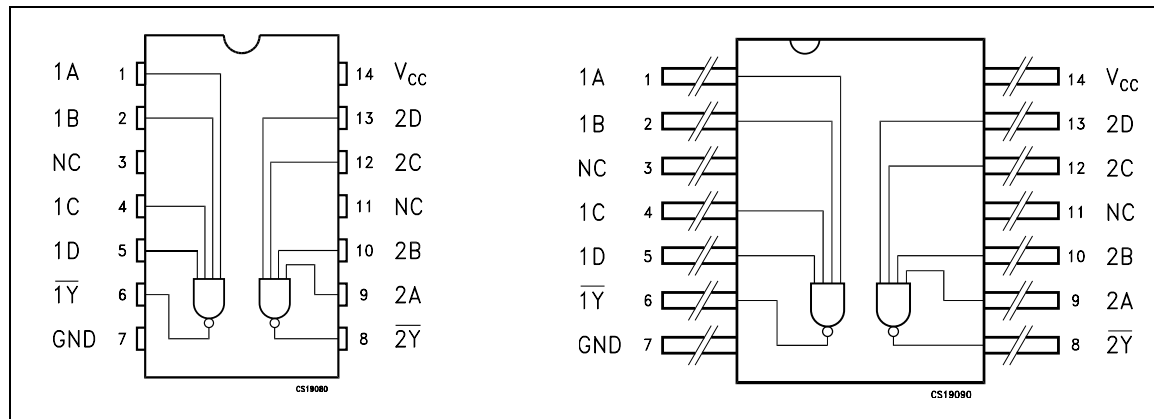 1A 1 14 VCC
1B 2 13 2D
NC 3 12 2C
1C 4 11 NC
1D 5 10 2B
1Y 6 9 2A
GND 7 8 2Y
CS19080
1A 1 14 VCC
1B 2 13 2D
NC 3 12 2C
1C 4 11 NC
1D 5 10 2B
1Y 6 9 2A
GND 7 8 2Y
CS19090